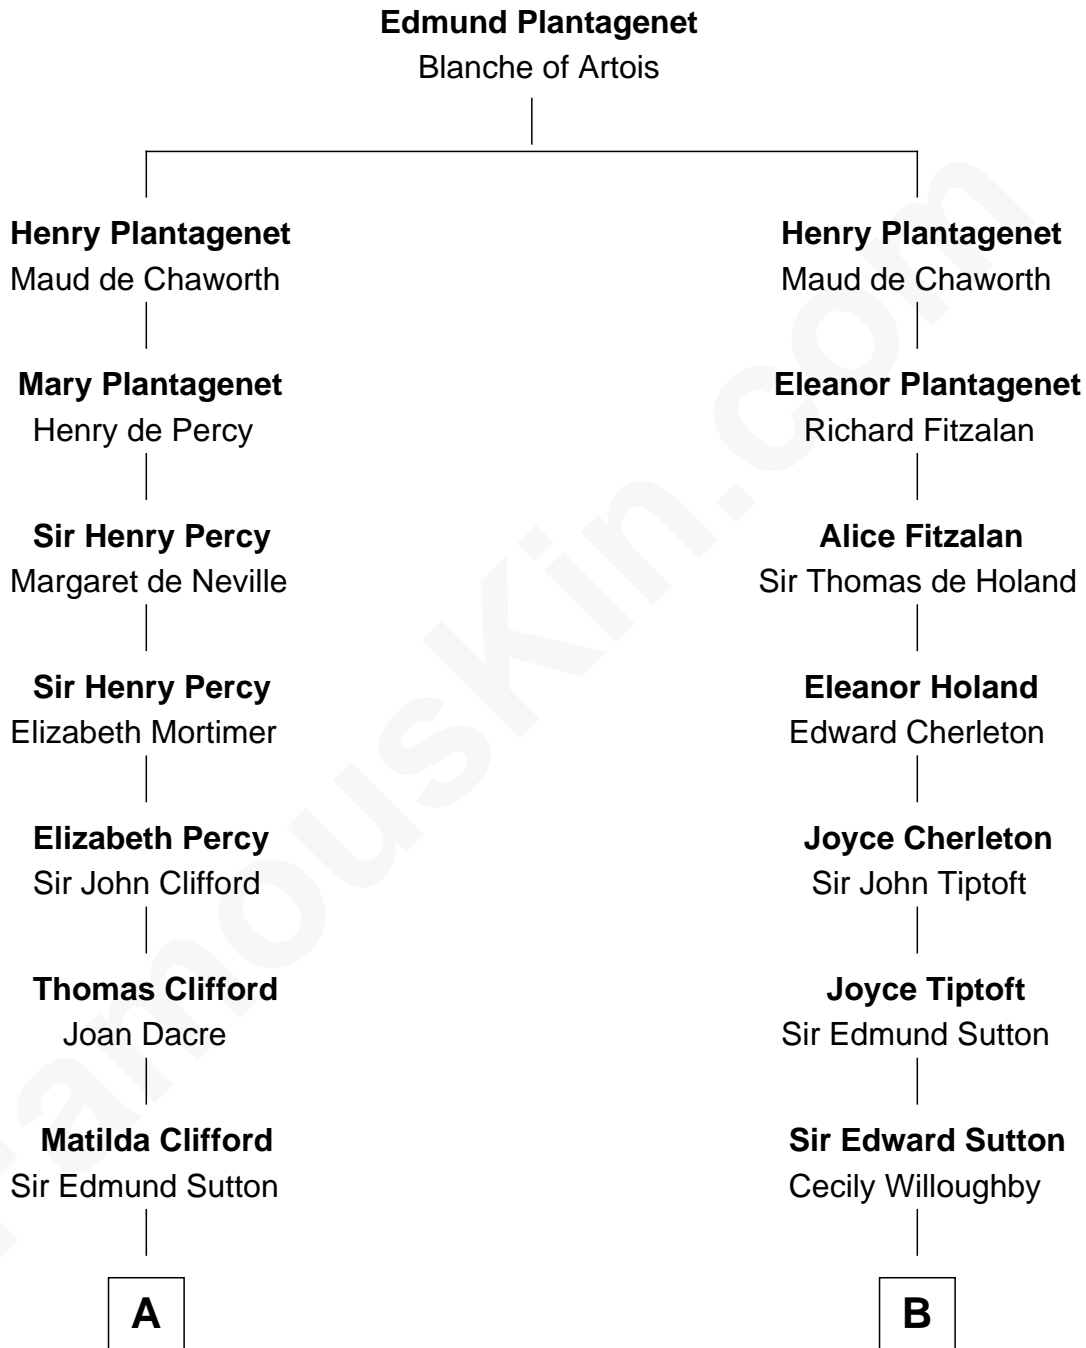 Edmund Plantagenet
Blanche of Artois
Henry Plantagenet
Maud de Chaworth
Henry Plantagenet
Maud de Chaworth
Mary Plantagenet
Henry de Percy
Eleanor Plantagenet
Richard Fitzalan
Sir Henry Percy
Margaret de Neville
Alice Fitzalan
Sir Thomas de Holand
Sir Henry Percy
Elizabeth Mortimer
Eleanor Holand
Edward Cherleton
Elizabeth Percy
Sir John Clifford
Joyce Cherleton
Sir John Tiptoft
Thomas Clifford
Joan Dacre
Joyce Tiptoft
Sir Edmund Sutton
Matilda Clifford
Sir Edmund Sutton
Sir Edward Sutton
Cecily Willoughby
A
B
FamousKin.com